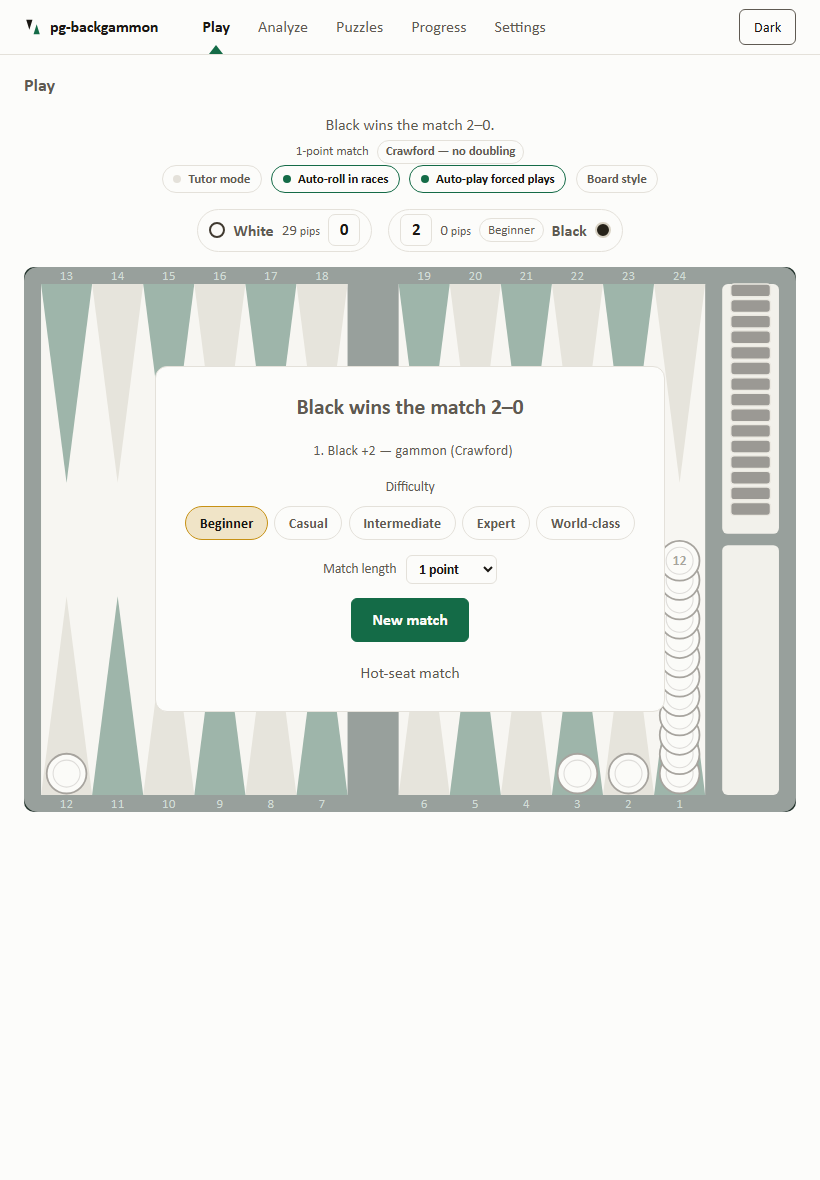 pg-backgammon Play Analyze Puzzles Progress Settings Dark
Play
Black wins the match 2–0.
1-point match Crawford — no doubling
Tutor mode Auto-roll in races Auto-play forced plays Board style
White 29 pips 0 2 0 pips Beginner Black
13 14 15 16 17 18 19 20 21 22 23 24
Black wins the match 2–0
1. Black +2 — gammon (Crawford)
Difficulty
Beginner Casual Intermediate Expert World-class
12
Match length 1 point
New match
Hot-seat match
12 11 10 9 8 7 6 5 4 3 2 1